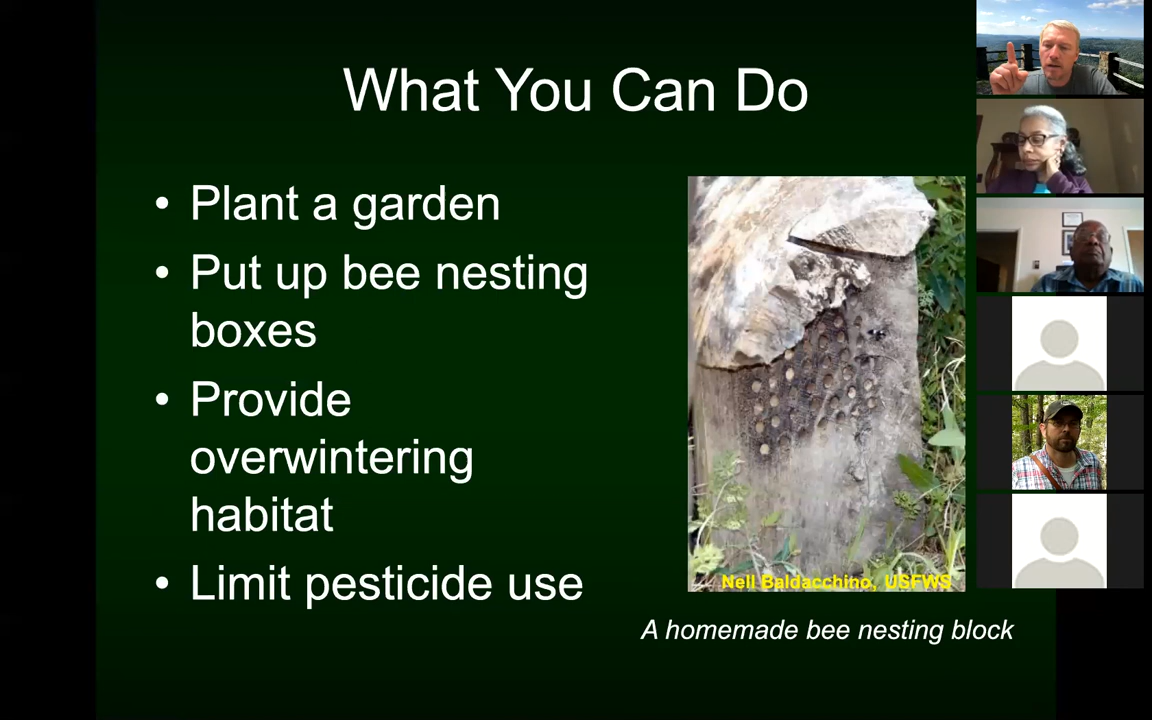 What You Can Do
• Plant a garden
• Put up bee nesting
boxes
• Provide
overwintering
habitat
• Limit pesticide use
Nell Baldacchino, USFWS
A homemade bee nesting block